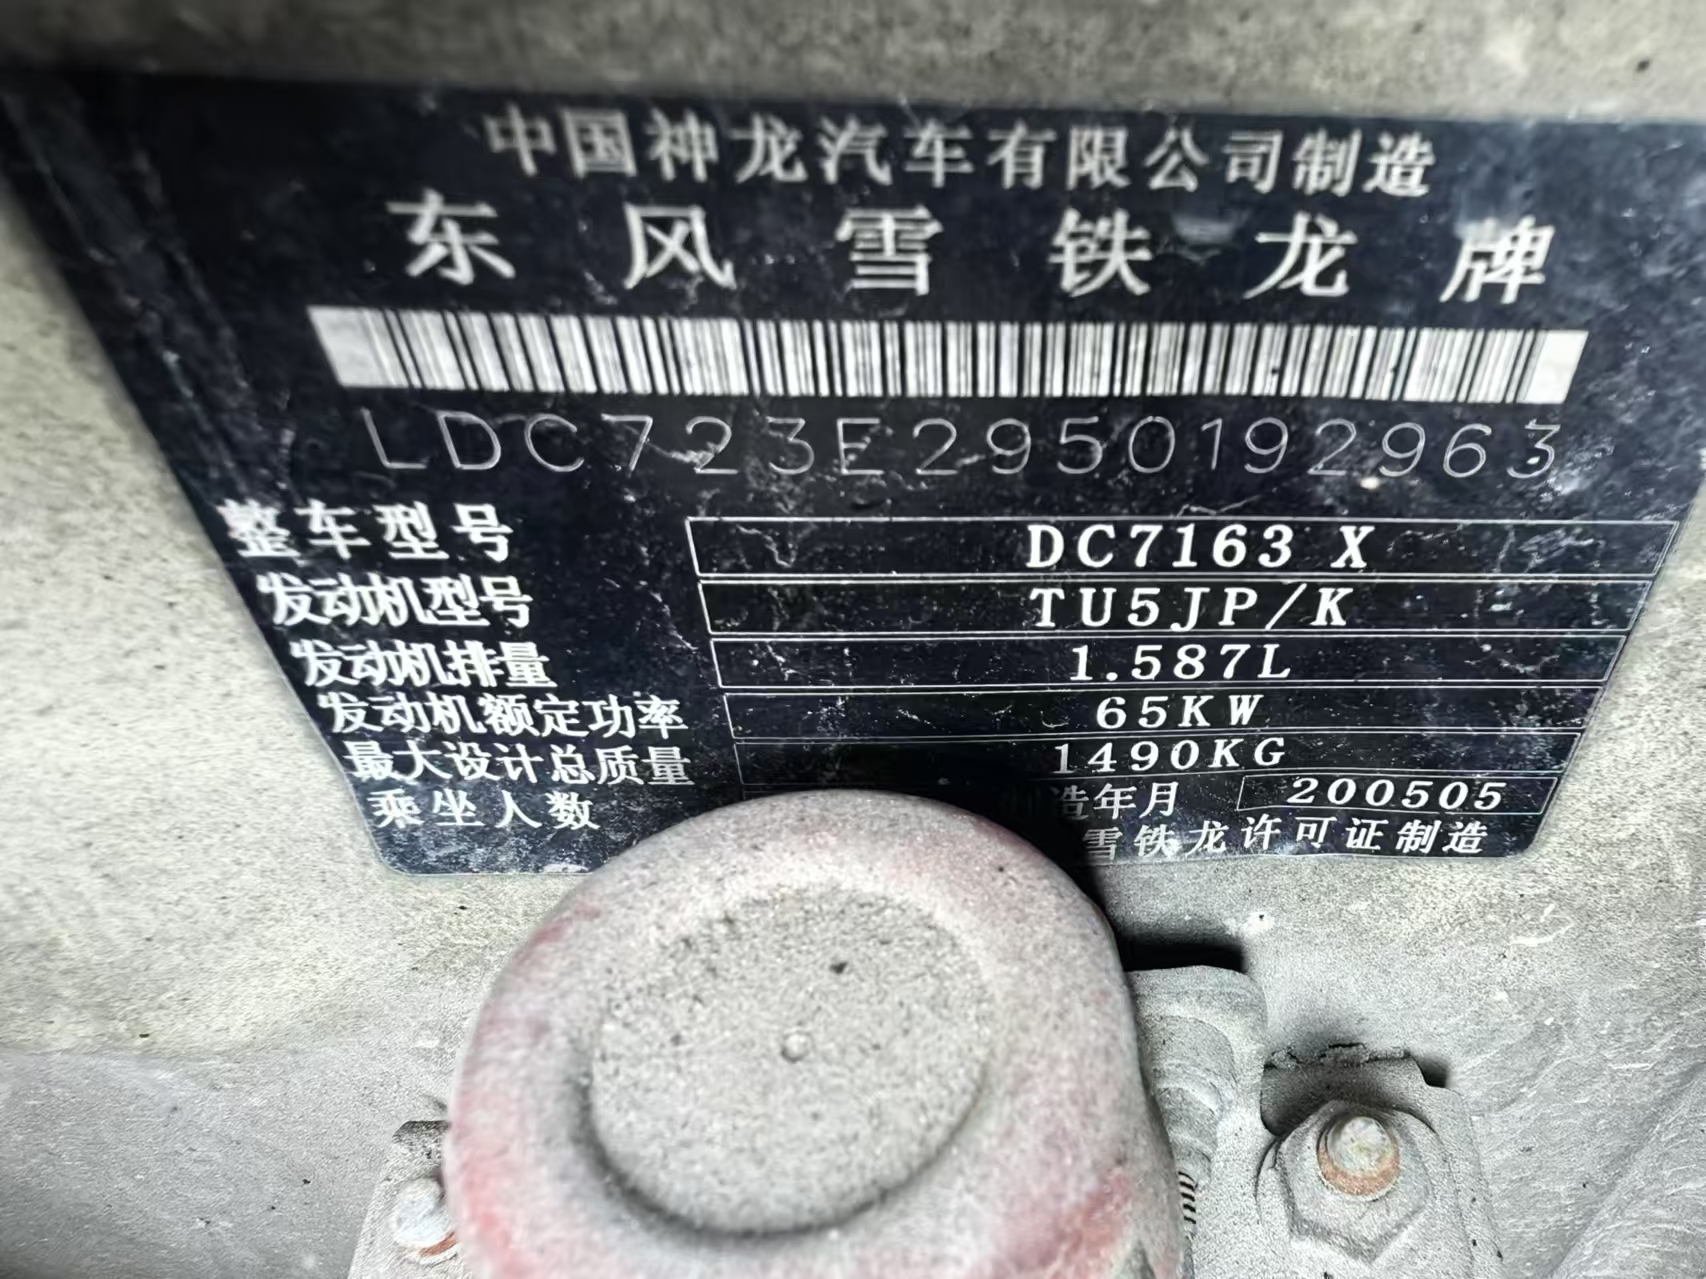 中国神龙汽车有限公司制造
东风雪铁龙牌
LDC723E2950192963
整车型号 DC7163 X
发动机型号 TU5JP/K
发动机排量 1.587L
发动机额定功率 65KW
最大设计总质量 1490KG
乘坐人数 造年月 200505
雪铁龙许可证制造